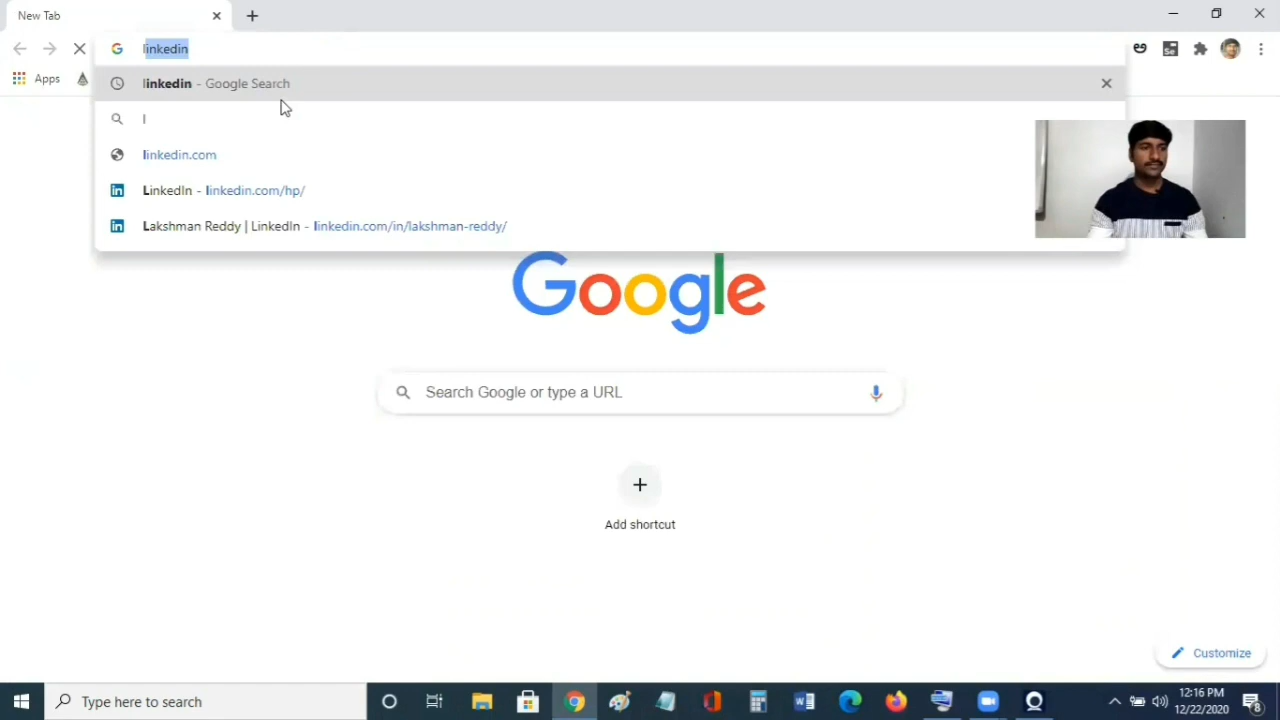 New Tab
linkedin
Apps
Se
linkedin - Google Search
l
linkedin.com
LinkedIn - linkedin.com/hp/
Lakshman Reddy | LinkedIn - linkedin.com/in/lakshman-reddy/
Google
Search Google or type a URL
Add shortcut
Customize
Type here to search
12:16 PM
12/22/2020
8